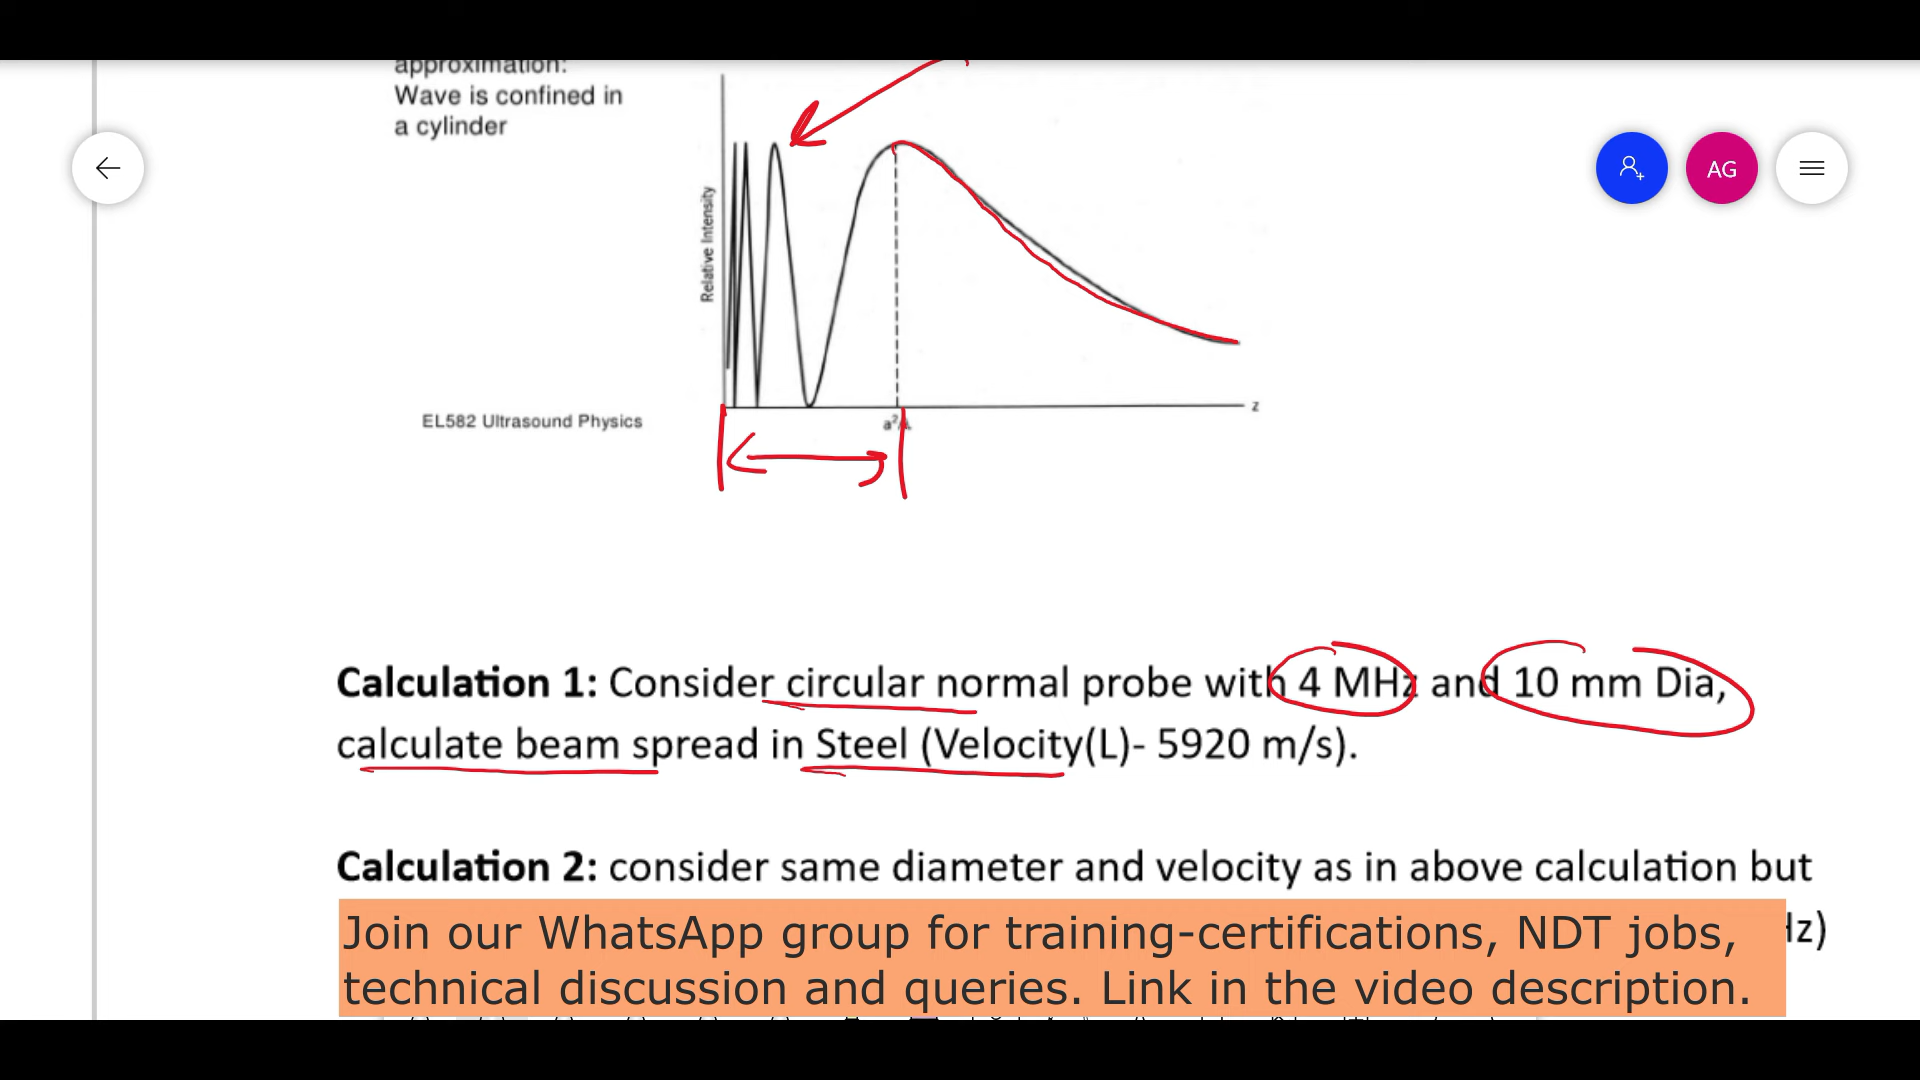 approximation:
Wave is confined in
a cylinder
AG
Relative Intensity
z
EL582 Ultrasound Physics
a²/λ
Calculation 1: Consider circular normal probe with 4 MHz and 10 mm Dia,
calculate beam spread in Steel (Velocity(L)- 5920 m/s).
Calculation 2: consider same diameter and velocity as in above calculation but
Hz)
Join our WhatsApp group for training-certifications, NDT jobs,
technical discussion and queries. Link in the video description.